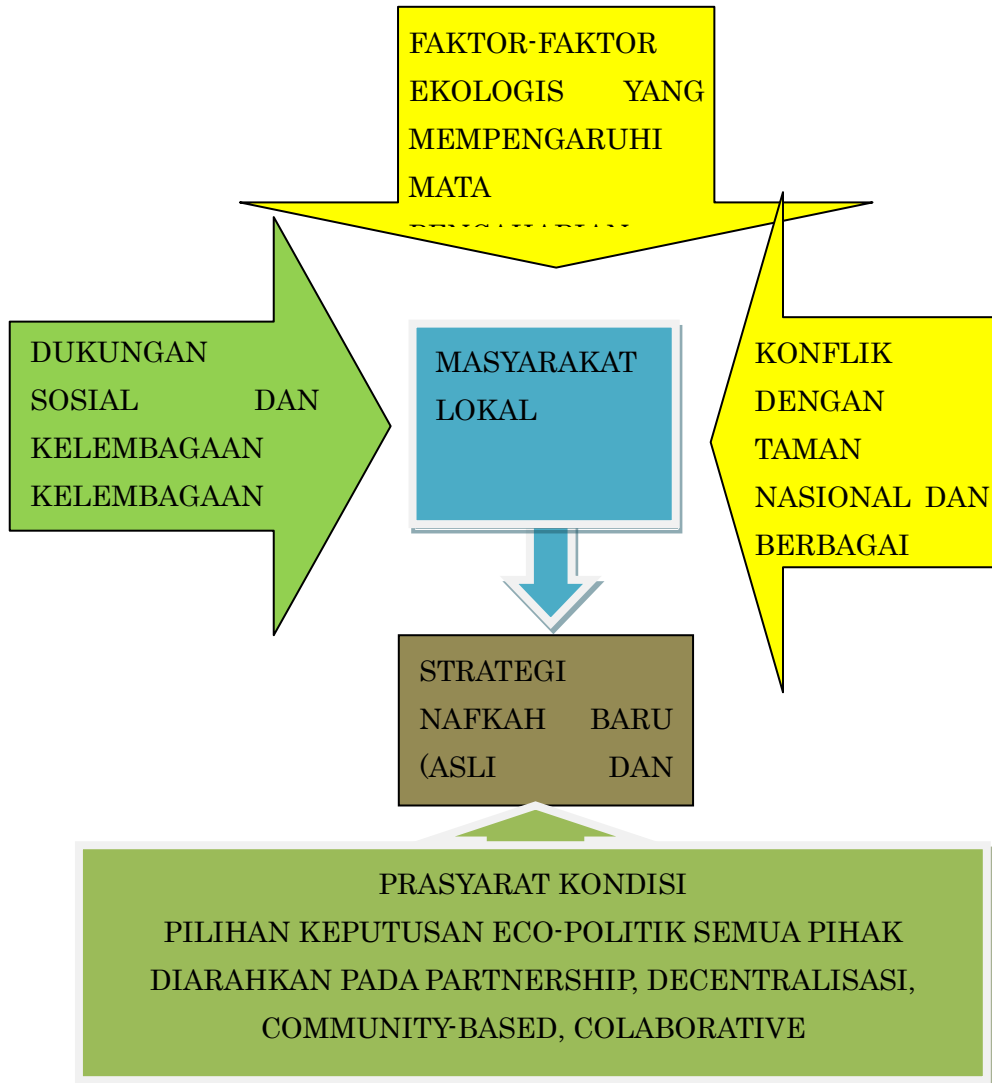 FAKTOR-FAKTOR
EKOLOGIS YANG
MEMPENGARUHI
MATA
DUKUNGAN
SOSIAL DAN
KELEMBAGAAN
KELEMBAGAAN
MASYARAKAT
LOKAL
KONFLIK
DENGAN
TAMAN
NASIONAL DAN
BERBAGAI
STRATEGI
NAFKAH BARU
(ASLI DAN
PRASYARAT KONDISI
PILIHAN KEPUTUSAN ECO-POLITIK SEMUA PIHAK
DIARAHKAN PADA PARTNERSHIP, DECENTRALISASI,
COMMUNITY-BASED, COLABORATIVE